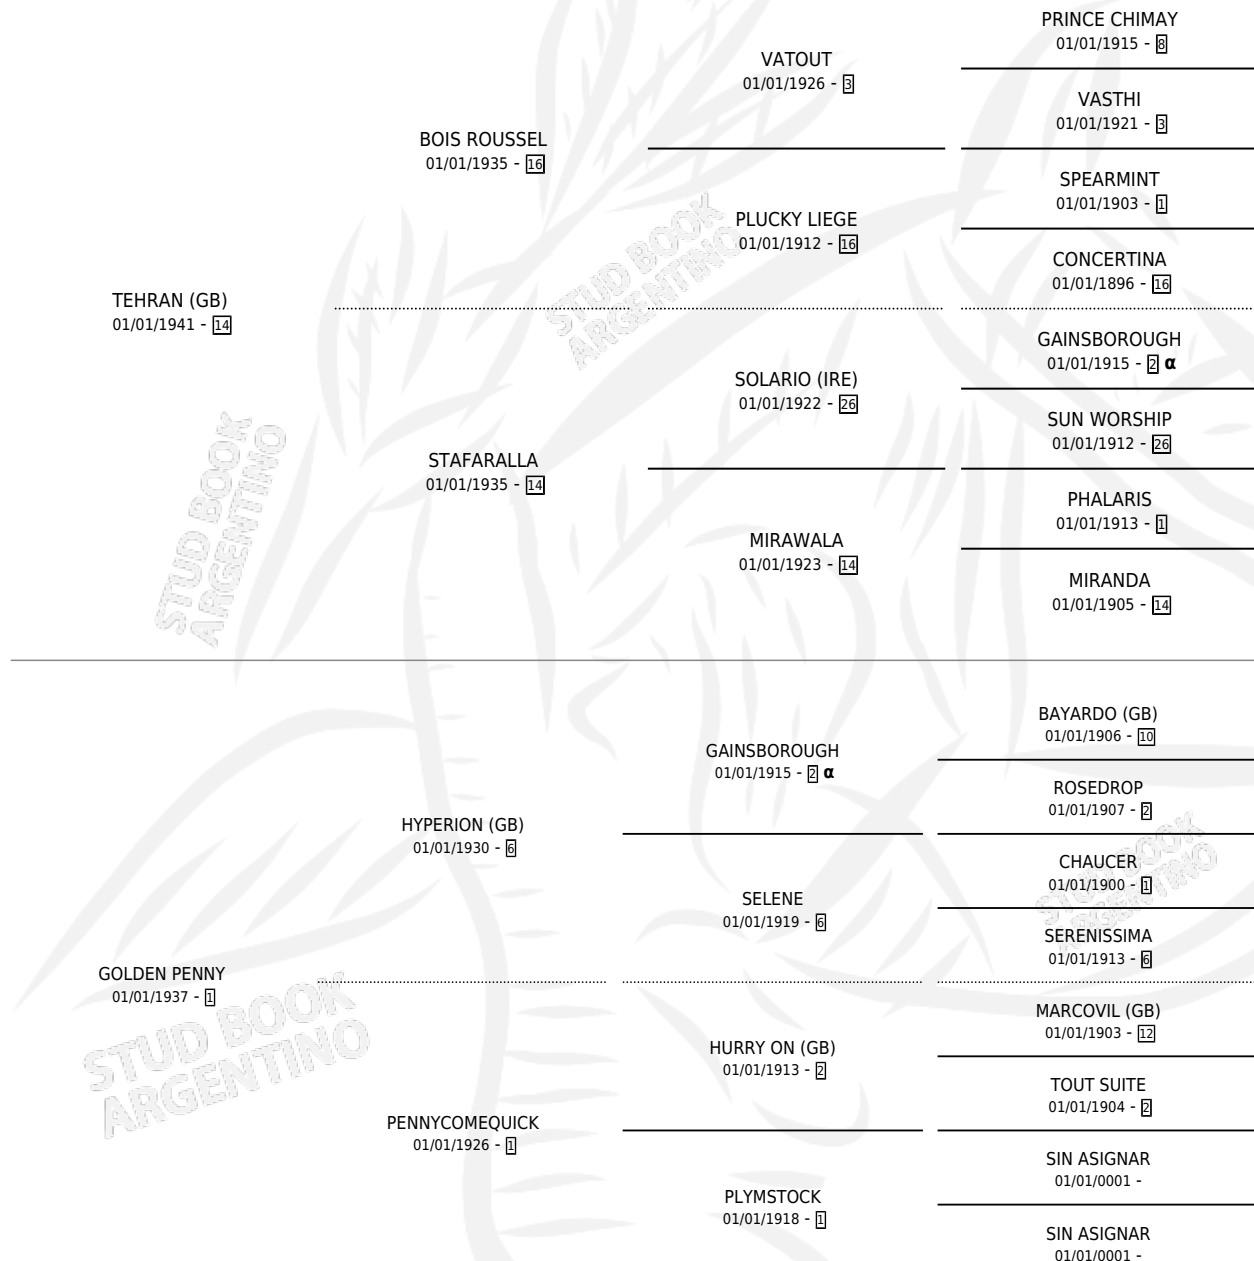 PRINCE CHIMAY
01/01/1915 - 8
VATOUT
01/01/1926 - 3
VASTHI
01/01/1921 - 3
BOIS ROUSSEL
01/01/1935 - 16
SPEARMINT
01/01/1903 - 1
PLUCKY LIEGE
01/01/1912 - 16
CONCERTINA
01/01/1896 - 16
TEHRAN (GB)
01/01/1941 - 14
GAINSBOROUGH
01/01/1915 - 2 α
SOLARIO (IRE)
01/01/1922 - 26
SUN WORSHIP
01/01/1912 - 26
STAFARALLA
01/01/1935 - 14
PHALARIS
01/01/1913 - 1
MIRAWALA
01/01/1923 - 14
MIRANDA
01/01/1905 - 14
BAYARDO (GB)
01/01/1906 - 10
GAINSBOROUGH
01/01/1915 - 2 α
ROSEDROP
01/01/1907 - 2
HYPERION (GB)
01/01/1930 - 6
CHAUCER
01/01/1900 - 1
SELENE
01/01/1919 - 6
SERENISSIMA
01/01/1913 - 6
GOLDEN PENNY
01/01/1937 - 1
MARCOVIL (GB)
01/01/1903 - 12
HURRY ON (GB)
01/01/1913 - 2
TOUT SUITE
01/01/1904 - 2
PENNYCOMEQUICK
01/01/1926 - 1
SIN ASIGNAR
01/01/0001 -
PLYMSTOCK
01/01/1918 - 1
SIN ASIGNAR
01/01/0001 -
STUD BOOK
ARGENTINO
STUD BOOK
ARGENTINO
STUD BOOK
ARGENTINO
STUD BOOK
ARGENTINO